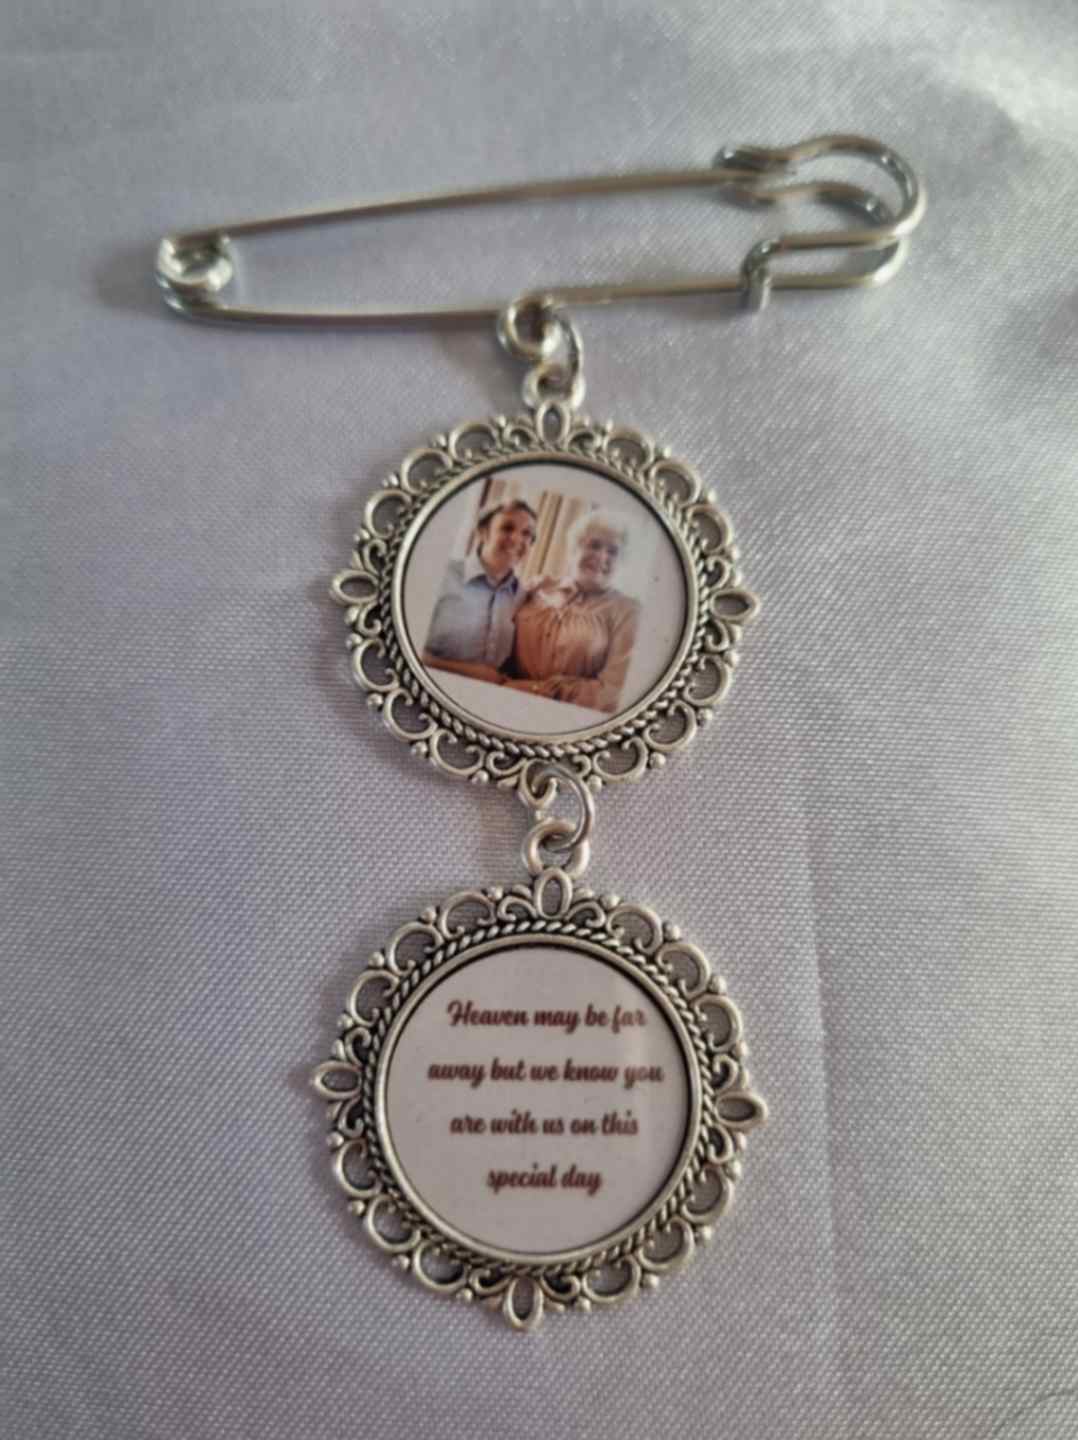 Heaven may be far
away but we know you
are with us on this
special day